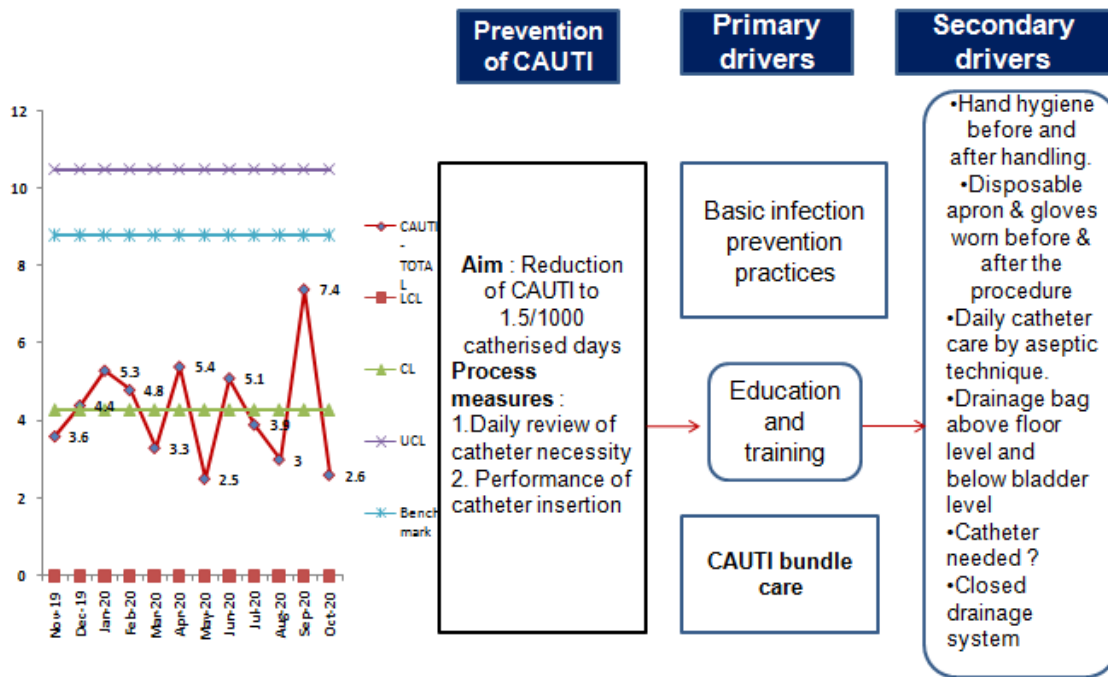 Prevention
of CAUTI
Primary
drivers
Secondary
drivers
12
10
8
6
4
2
0
3.6
4.4
5.3
4.8
3.3
5.4
2.5
5.1
3.9
3
7.4
2.6
Nov-19
Dec-19
Jan-20
Feb-20
Mar-20
Apr-20
May-20
Jun-20
Jul-20
Aug-20
Sep-20
Oct-20
CAUTI
-
TOTA
L
LCL
CL
UCL
Bench
mark
Aim : Reduction
of CAUTI to
1.5/1000
catherised days
Process
measures :
1.Daily review of
catheter necessity
2. Performance of
catheter insertion
Basic infection
prevention
practices
Education
and
training
CAUTI bundle
care
•Hand hygiene
before and
after handling.
•Disposable
apron & gloves
worn before &
after the
procedure
•Daily catheter
care by aseptic
technique.
•Drainage bag
above floor
level and
below bladder
level
•Catheter
needed ?
•Closed
drainage
system